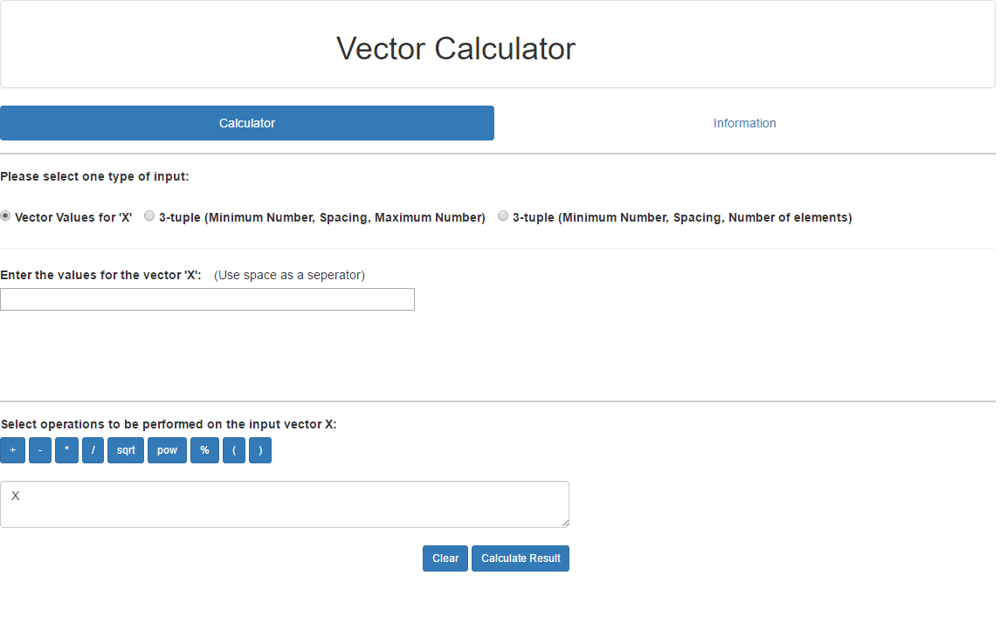 Vector Calculator
Calculator Information
Please select one type of input:
Vector Values for 'X' 3-tuple (Minimum Number, Spacing, Maximum Number) 3-tuple (Minimum Number, Spacing, Number of elements)
Enter the values for the vector 'X': (Use space as a seperator)
Select operations to be performed on the input vector X:
+ - * / sqrt pow % ( )
X
Clear Calculate Result